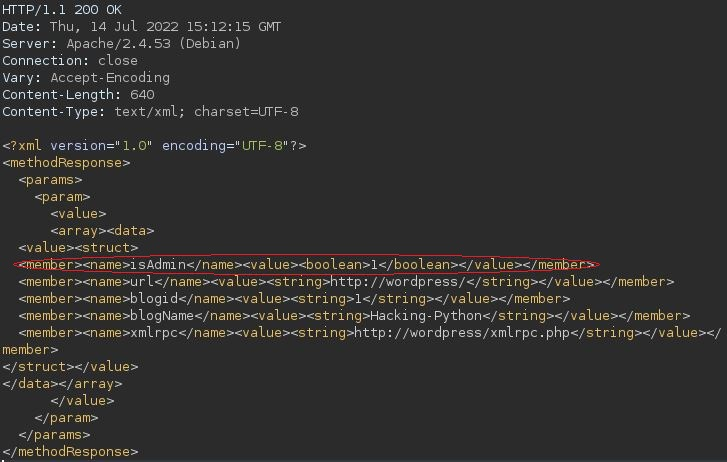 HTTP/1.1 200 OK
Date: Thu, 14 Jul 2022 15:12:15 GMT
Server: Apache/2.4.53 (Debian)
Connection: close
Vary: Accept-Encoding
Content-Length: 640
Content-Type: text/xml; charset=UTF-8

<?xml version="1.0" encoding="UTF-8"?>
<methodResponse>
  <params>
    <param>
      <value>
      <array><data>
  <value><struct>
  <member><name>isAdmin</name><value><boolean>1</boolean></value></member>
  <member><name>url</name><value><string>http://wordpress/</string></value></member>
  <member><name>blogid</name><value><string>1</string></value></member>
  <member><name>blogName</name><value><string>Hacking-Python</string></value></member>
  <member><name>xmlrpc</name><value><string>http://wordpress/xmlrpc.php</string></value></
member>
</struct></value>
</data></array>
      </value>
    </param>
  </params>
</methodResponse>